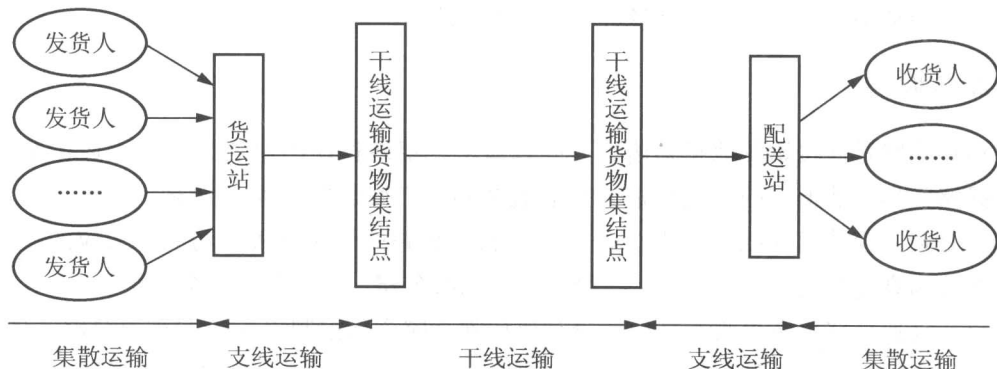 发货人
发货人
……
发货人
货运站
干线运输货物集结点
干线运输货物集结点
配送站
收货人
……
收货人
集散运输
支线运输
干线运输
支线运输
集散运输